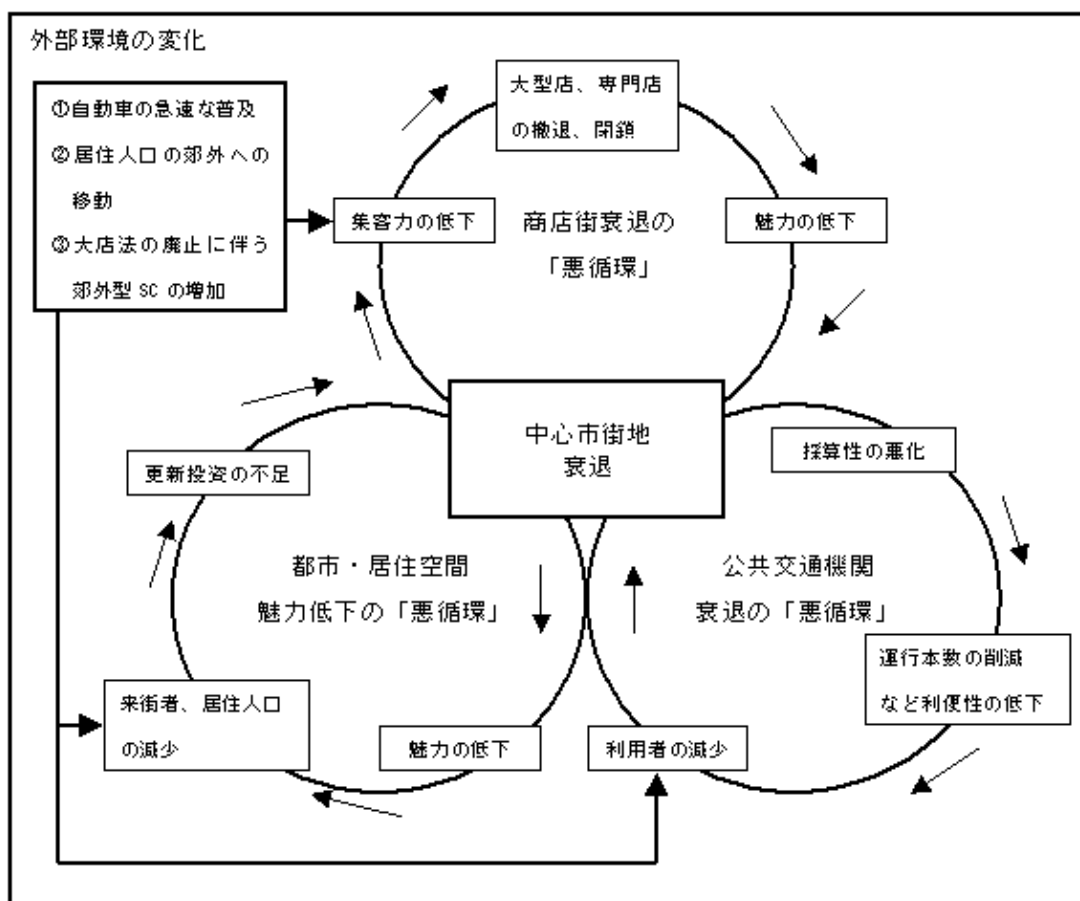 外部環境の変化
①自動車の急速な普及
②居住人口の郊外への
移動
③大店法の廃止に伴う
郊外型SCの増加
大型店、専門店
の撤退、閉鎖
集客力の低下
商店街衰退の
「悪循環」
魅力の低下
中心市街地
衰退
更新投資の不足
採算性の悪化
都市・居住空間
魅力低下の「悪循環」
公共交通機関
衰退の「悪循環」
来街者、居住人口
の減少
魅力の低下
利用者の減少
運行本数の削減
など利便性の低下